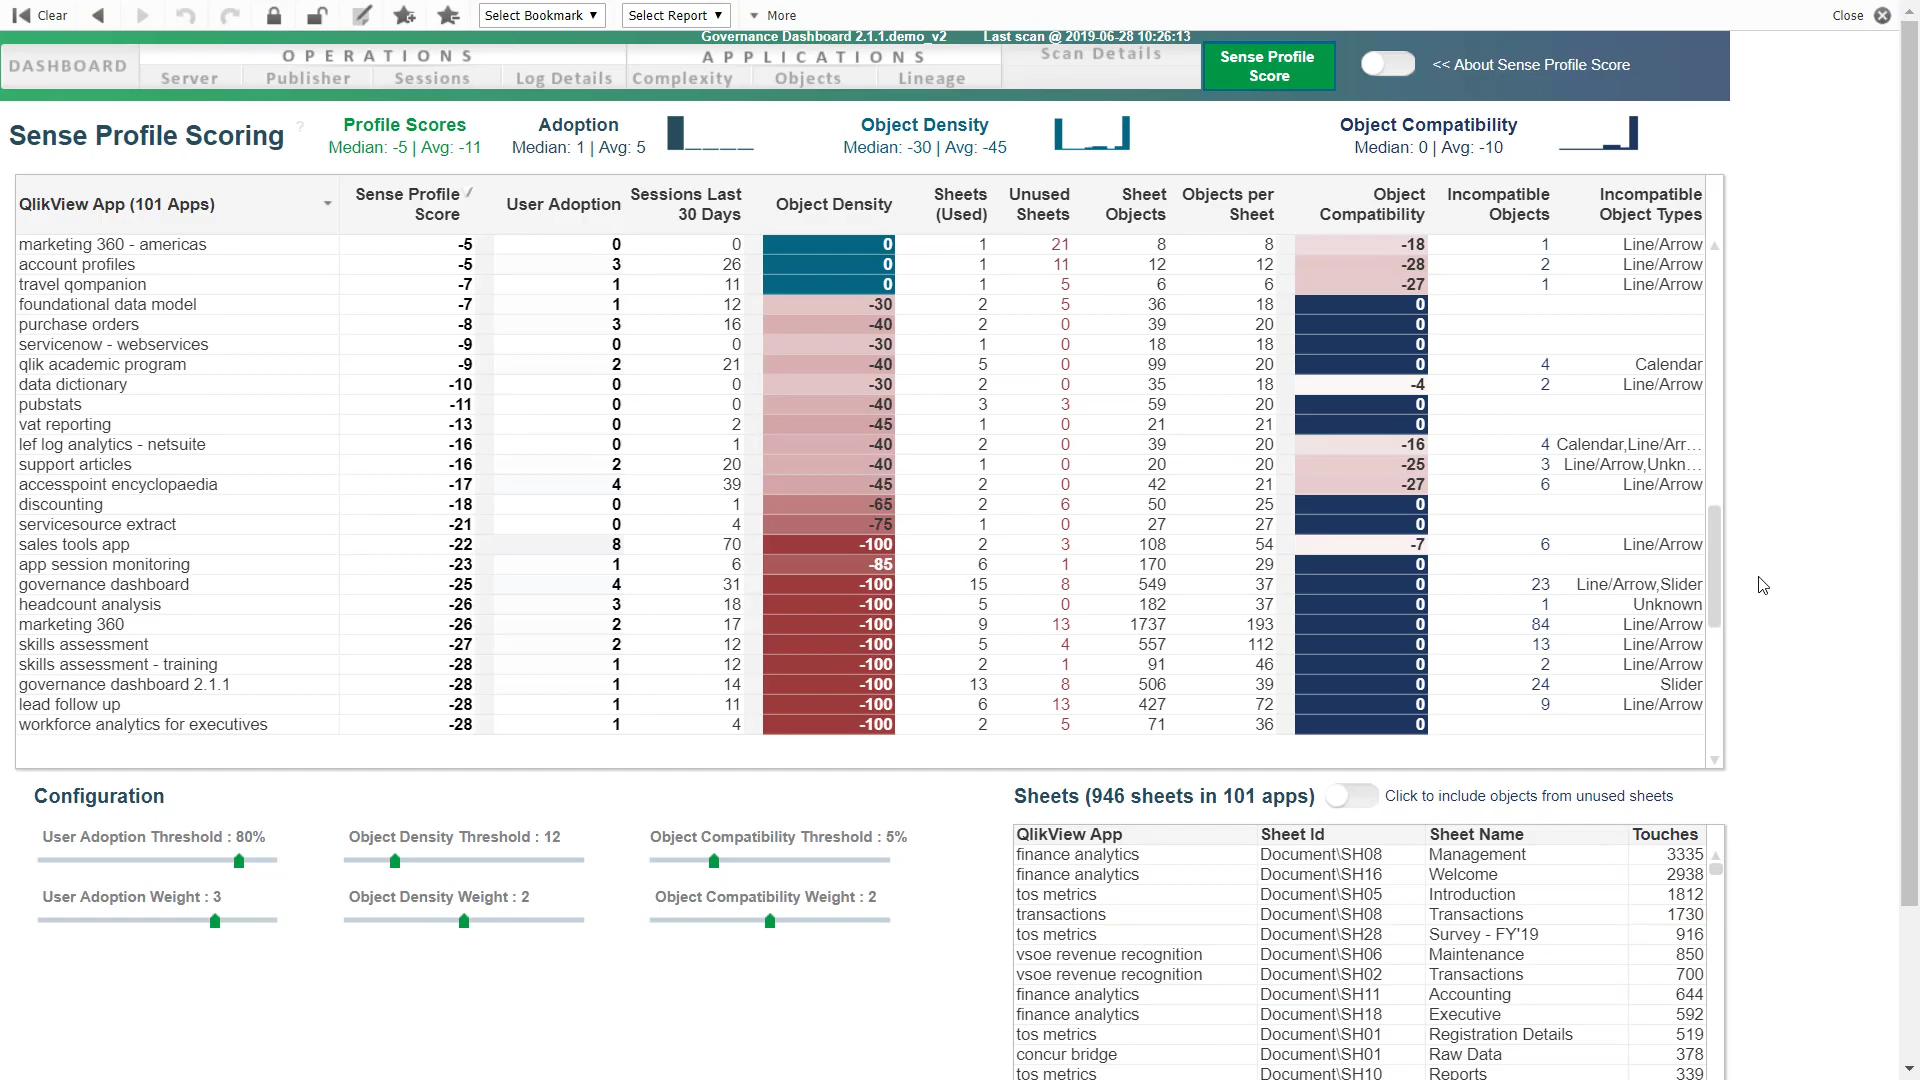 Clear
Select Bookmark ▼
Select Report ▼
▼ More
Close
Governance Dashboard 2.1.1.demo_v2 Last scan @ 2019-06-28 10:26:13
DASHBOARD
OPERATIONS
Server Publisher Sessions Log Details
APPLICATIONS
Complexity Objects Lineage
Scan Details
Sense Profile
Score
<< About Sense Profile Score
Sense Profile Scoring ?
Profile Scores
Median: -5 | Avg: -11
Adoption
Median: 1 | Avg: 5
Object Density
Median: -30 | Avg: -45
Object Compatibility
Median: 0 | Avg: -10
QlikView App (101 Apps) Sense Profile Score User Adoption Sessions Last 30 Days Object Density Sheets (Used) Unused Sheets Sheet Objects Objects per Sheet Object Compatibility Incompatible Objects Incompatible Object Types
marketing 360 - americas -5 0 0 0 1 21 8 8 -18 1 Line/Arrow
account profiles -5 3 26 0 1 11 12 12 -28 2 Line/Arrow
travel qompanion -7 1 11 0 1 5 6 6 -27 1 Line/Arrow
foundational data model -7 1 12 -30 2 5 36 18 0
purchase orders -8 3 16 -40 2 0 39 20 0
servicenow - webservices -9 0 0 -30 1 0 18 18 0
qlik academic program -9 2 21 -40 5 0 99 20 0 4 Calendar
data dictionary -10 0 0 -30 2 0 35 18 -4 2 Line/Arrow
pubstats -11 0 0 -40 3 3 59 20 0
vat reporting -13 0 2 -45 1 0 21 21 0
lef log analytics - netsuite -16 0 1 -40 2 0 39 20 -16 4 Calendar,Line/Arr...
support articles -16 2 20 -40 1 0 20 20 -25 3 Line/Arrow,Unkn...
accesspoint encyclopaedia -17 4 39 -45 2 0 42 21 -27 6 Line/Arrow
discounting -18 0 1 -65 2 6 50 25 0
servicesource extract -21 0 4 -75 1 0 27 27 0
sales tools app -22 8 70 -100 2 3 108 54 -7 6 Line/Arrow
app session monitoring -23 1 6 -85 6 1 170 29 0
governance dashboard -25 4 31 -100 15 8 549 37 0 23 Line/Arrow,Slider
headcount analysis -26 3 18 -100 5 0 182 37 0 1 Unknown
marketing 360 -26 2 17 -100 9 13 1737 193 0 84 Line/Arrow
skills assessment -27 2 12 -100 5 4 557 112 0 13 Line/Arrow
skills assessment - training -28 1 12 -100 2 1 91 46 0 2 Line/Arrow
governance dashboard 2.1.1 -28 1 14 -100 13 8 506 39 0 24 Slider
lead follow up -28 1 11 -100 6 13 427 72 0 9 Line/Arrow
workforce analytics for executives -28 1 4 -100 2 5 71 36 0
Configuration
User Adoption Threshold : 80% Object Density Threshold : 12 Object Compatibility Threshold : 5%
User Adoption Weight : 3 Object Density Weight : 2 Object Compatibility Weight : 2
Sheets (946 sheets in 101 apps) Click to include objects from unused sheets
QlikView App Sheet Id Sheet Name Touches
finance analytics Document\SH08 Management 3335
finance analytics Document\SH16 Welcome 2938
tos metrics Document\SH05 Introduction 1812
transactions Document\SH08 Transactions 1730
tos metrics Document\SH28 Survey - FY'19 916
vsoe revenue recognition Document\SH06 Maintenance 850
vsoe revenue recognition Document\SH02 Transactions 700
finance analytics Document\SH11 Accounting 644
finance analytics Document\SH18 Executive 592
tos metrics Document\SH01 Registration Details 519
concur bridge Document\SH01 Raw Data 378
tos metrics Document\SH10 Reports 339